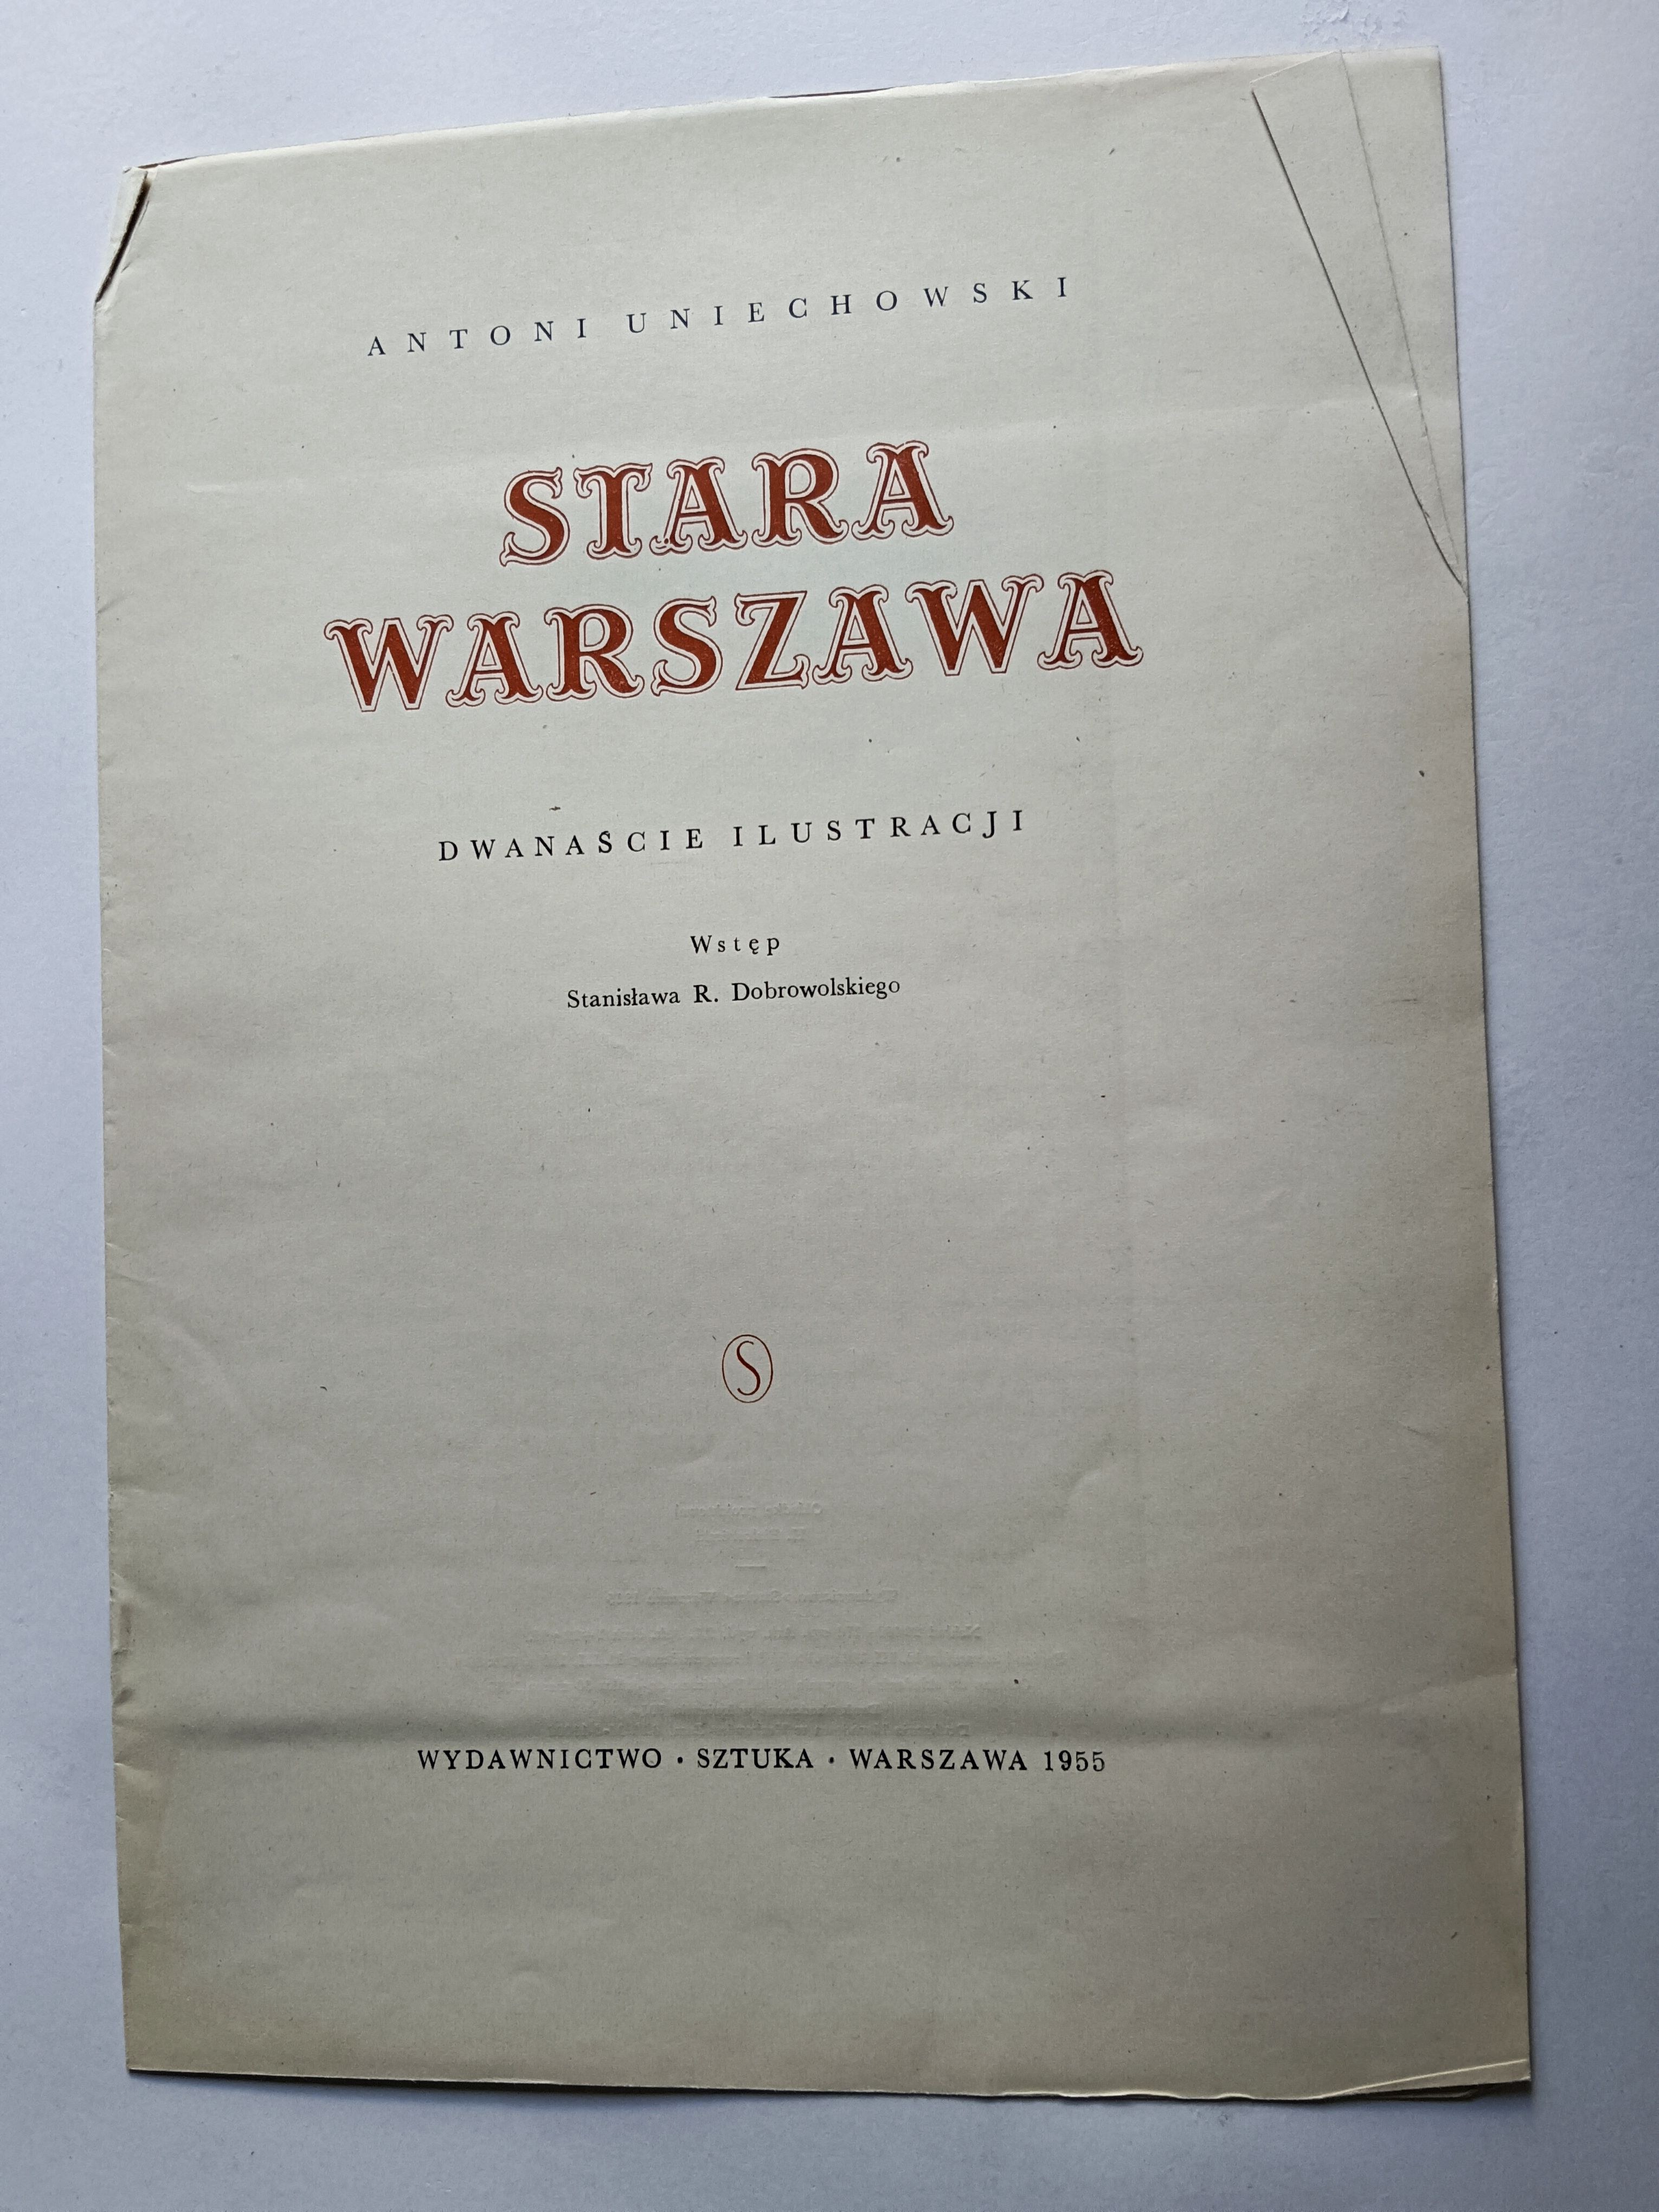 ANTONI UNIECHOWSKI
STARA
WARSZAWA
DWANAŚCIE ILUSTRACJI
Wstęp
Stanisława R. Dobrowolskiego
S
WYDAWNICTWO · SZTUKA · WARSZAWA 1955